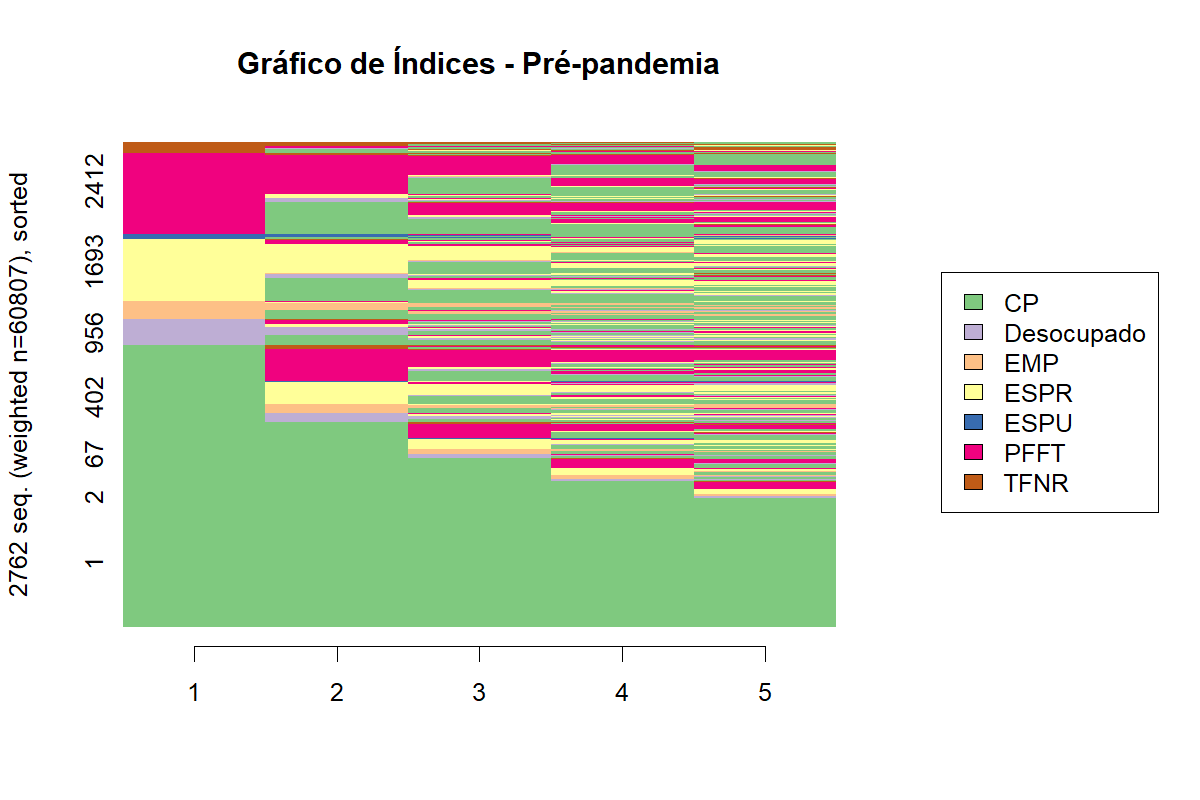 Gráfico de Índices - Pré-pandemia
2762 seq. (weighted n=60807), sorted
2412
1693
956
402
67
2
1
1 2 3 4 5
CP
Desocupado
EMP
ESPR
ESPU
PFFT
TFNR